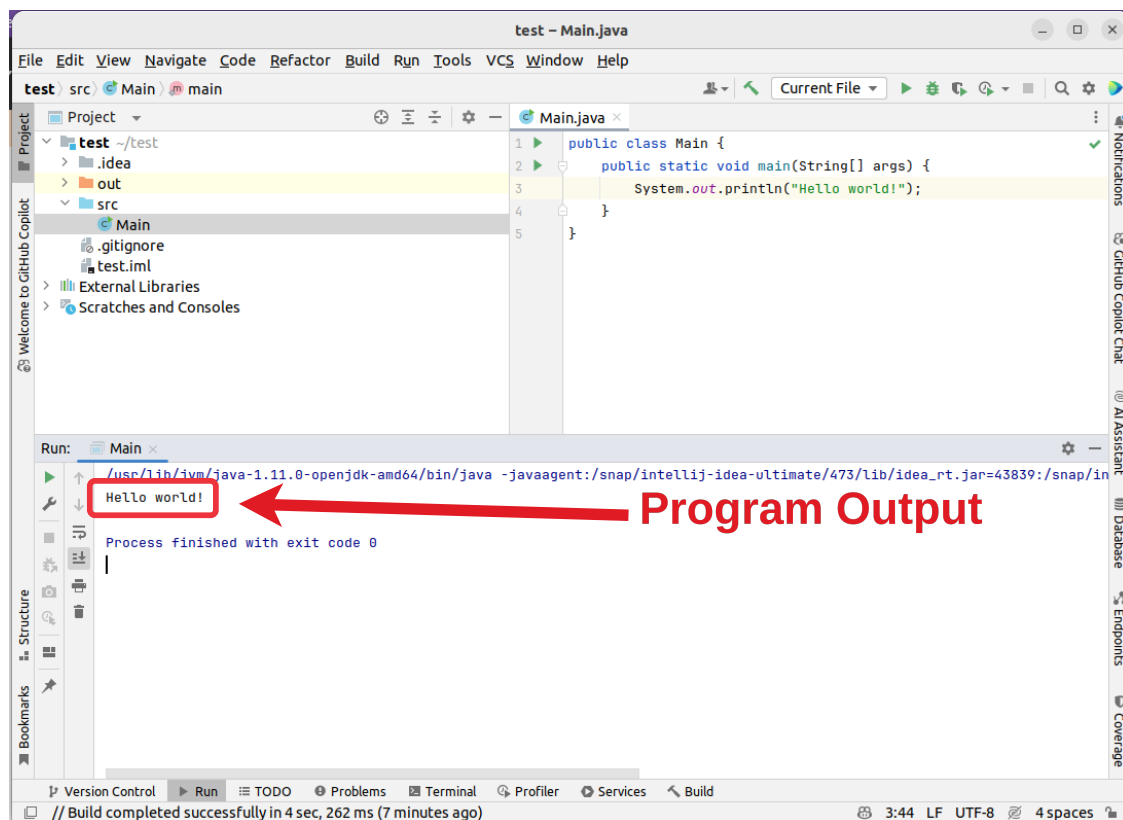 test – Main.java
File Edit View Navigate Code Refactor Build Run Tools VCS Window Help
test src Main main
Current File
Project
Main.java
Project
test ~/test
.idea
out
src
Main
.gitignore
test.iml
External Libraries
Scratches and Consoles
Welcome to GitHub Copilot
1 public class Main {
2 public static void main(String[] args) {
3 System.out.println("Hello world!");
4 }
5 }
Notifications
GitHub Copilot Chat
AI Assistant
Database
Endpoints
Coverage
Run: Main
/usr/lib/jvm/java-1.11.0-openjdk-amd64/bin/java -javaagent:/snap/intellij-idea-ultimate/473/lib/idea_rt.jar=43839:/snap/in
Hello world!
Program Output
Process finished with exit code 0
Structure
Bookmarks
Version Control Run TODO Problems Terminal Profiler Services Build
// Build completed successfully in 4 sec, 262 ms (7 minutes ago)
3:44 LF UTF-8 4 spaces